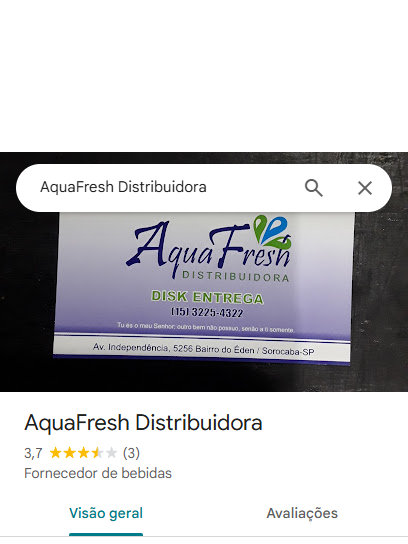 AquaFresh Distribuidora
AquaFresh
DISTRIBUIDORA
DISK ENTREGA
(15) 3225-4322
Tu és o meu Senhor: outro bem não possuo, senão a ti somente
Av. Independência, 5256 Bairro do Éden / Sorocaba-SP
AquaFresh Distribuidora
3,7 (3)
Fornecedor de bebidas
Visão geral Avaliações